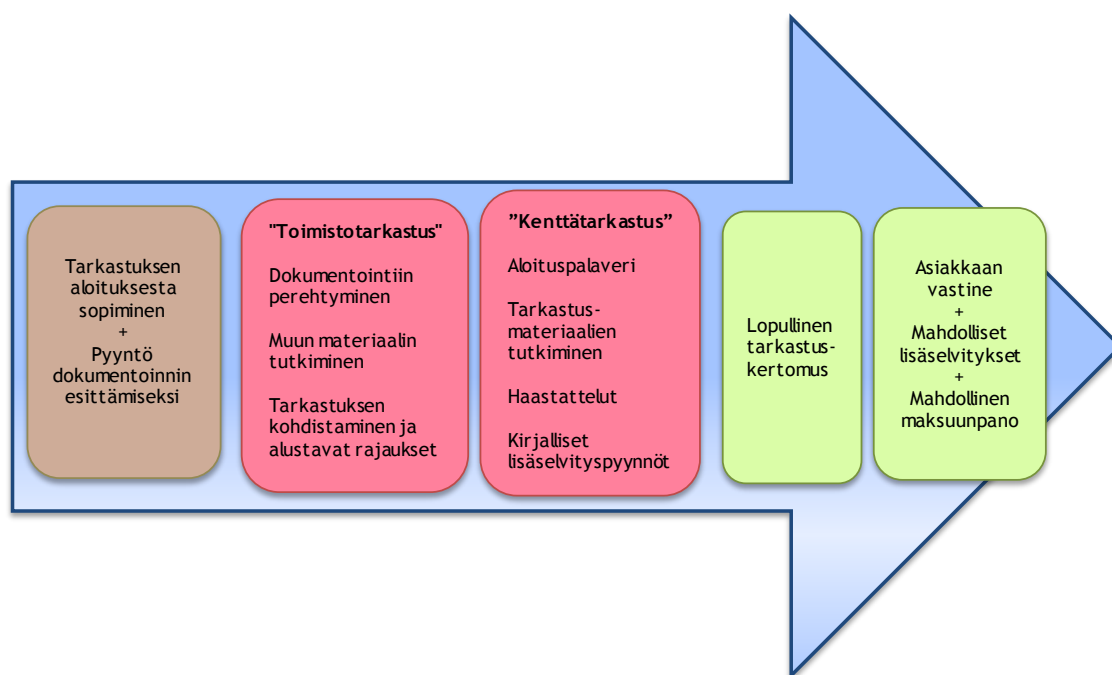 Tarkastuksen
aloituksesta
sopiminen
+
Pyyntö
dokumentoinnin
esittämiseksi
"Toimistotarkastus"
Dokumentointiin
perehtyminen
Muun materiaalin
tutkiminen
Tarkastuksen
kohdistaminen ja
alustavat rajaukset
”Kenttätarkastus”
Aloituspalaveri
Tarkastus-
materiaalien
tutkiminen
Haastattelut
Kirjalliset
lisäselvityspyynnöt
Lopullinen
tarkastus-
kertomus
Asiakkaan
vastine
+
Mahdolliset
lisäselvitykset
+
Mahdollinen
maksuunpano